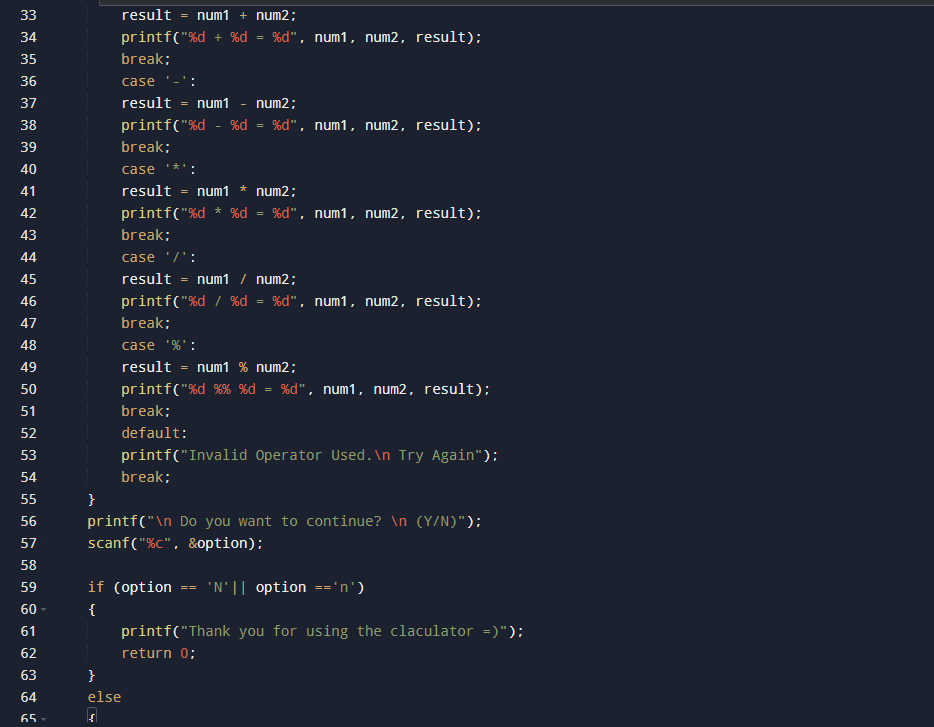 33 result = num1 + num2;
34 printf("%d + %d = %d", num1, num2, result);
35 break;
36 case '-':
37 result = num1 - num2;
38 printf("%d - %d = %d", num1, num2, result);
39 break;
40 case '*':
41 result = num1 * num2;
42 printf("%d * %d = %d", num1, num2, result);
43 break;
44 case '/':
45 result = num1 / num2;
46 printf("%d / %d = %d", num1, num2, result);
47 break;
48 case '%':
49 result = num1 % num2;
50 printf("%d %% %d = %d", num1, num2, result);
51 break;
52 default:
53 printf("Invalid Operator Used.\n Try Again");
54 break;
55 }
56 printf("\n Do you want to continue? \n (Y/N)");
57 scanf("%c", &option);
58
59 if (option == 'N'|| option =='n')
60 {
61 printf("Thank you for using the claculator =)");
62 return 0;
63 }
64 else
65 {